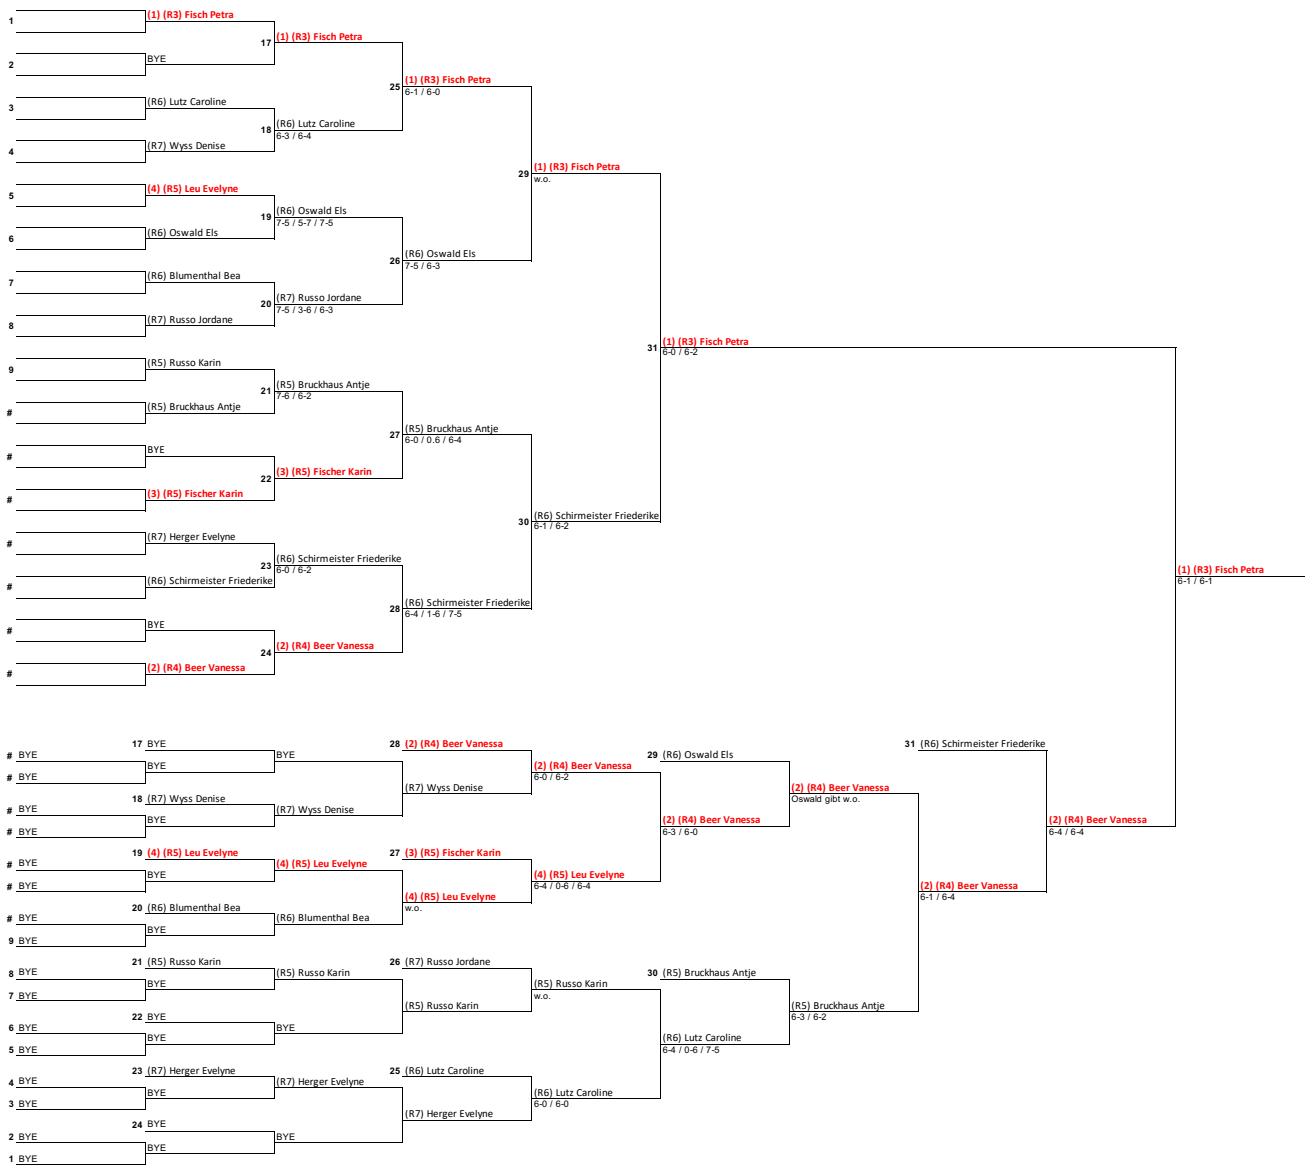 (1) (R3) Fisch Petra
1
(1) (R3) Fisch Petra
17
BYE
2
(1) (R3) Fisch Petra
25
6-1 / 6-0
(R6) Lutz Caroline
3
(R6) Lutz Caroline
18
6-3 / 6-4
(R7) Wyss Denise
4
(1) (R3) Fisch Petra
29
w.o.
(4) (R5) Leu Evelyne
5
(R6) Oswald Els
19
7-5 / 5-7 / 7-5
(R6) Oswald Els
6
(R6) Oswald Els
26
7-5 / 6-3
(R6) Blumenthal Bea
7
(R7) Russo Jordane
20
7-5 / 3-6 / 6-3
(R7) Russo Jordane
8
(1) (R3) Fisch Petra
31
6-0 / 6-2
(R5) Russo Karin
9
(R5) Bruckhaus Antje
21
7-6 / 6-2
(R5) Bruckhaus Antje
#
(R5) Bruckhaus Antje
27
6-0 / 0.6 / 6-4
BYE
#
(3) (R5) Fischer Karin
22
(3) (R5) Fischer Karin
#
(R6) Schirmeister Friederike
30
6-1 / 6-2
(R7) Herger Evelyne
#
(R6) Schirmeister Friederike
23
6-0 / 6-2
(R6) Schirmeister Friederike
#
(1) (R3) Fisch Petra
6-1 / 6-1
(R6) Schirmeister Friederike
28
6-4 / 1-6 / 7-5
BYE
#
(2) (R4) Beer Vanessa
24
(2) (R4) Beer Vanessa
#
17 BYE
28 (2) (R4) Beer Vanessa
31 (R6) Schirmeister Friederike
# BYE
BYE
29 (R6) Oswald Els
BYE
(2) (R4) Beer Vanessa
# BYE
6-0 / 6-2
(R7) Wyss Denise
(2) (R4) Beer Vanessa
Oswald gibt w.o.
18 (R7) Wyss Denise
# BYE
(R7) Wyss Denise
BYE
(2) (R4) Beer Vanessa
(2) (R4) Beer Vanessa
# BYE
6-3 / 6-0
6-4 / 6-4
19 (4) (R5) Leu Evelyne
27 (3) (R5) Fischer Karin
# BYE
(4) (R5) Leu Evelyne
BYE
(4) (R5) Leu Evelyne
# BYE
6-4 / 0-6 / 6-4
(2) (R4) Beer Vanessa
6-1 / 6-4
(4) (R5) Leu Evelyne
w.o.
20 (R6) Blumenthal Bea
# BYE
(R6) Blumenthal Bea
BYE
9 BYE
21 (R5) Russo Karin
26 (R7) Russo Jordane
8 BYE
(R5) Russo Karin
30 (R5) Bruckhaus Antje
BYE
(R5) Russo Karin
7 BYE
w.o.
(R5) Russo Karin
(R5) Bruckhaus Antje
6-3 / 6-2
22 BYE
6 BYE
BYE
BYE
(R6) Lutz Caroline
5 BYE
6-4 / 0-6 / 7-5
23 (R7) Herger Evelyne
25 (R6) Lutz Caroline
4 BYE
(R7) Herger Evelyne
BYE
(R6) Lutz Caroline
3 BYE
6-0 / 6-0
(R7) Herger Evelyne
24 BYE
2 BYE
BYE
BYE
1 BYE